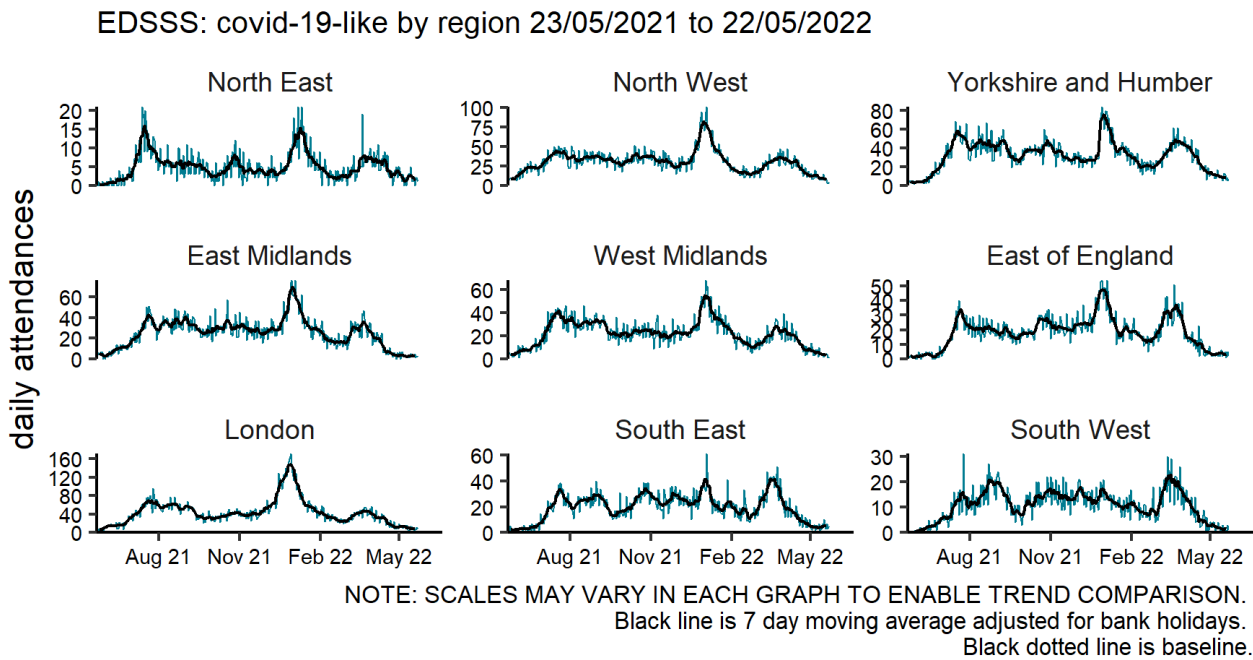 EDSSS: covid-19-like by region 23/05/2021 to 22/05/2022
North East
North West
Yorkshire and Humber
20
15
10
5
0
100
75
50
25
0
80
60
40
20
0
daily attendances
East Midlands
West Midlands
East of England
60
40
20
0
60
40
20
0
50
40
30
20
10
0
London
South East
South West
160
120
80
40
0
60
40
20
0
30
20
10
0
Aug 21 Nov 21 Feb 22 May 22
Aug 21 Nov 21 Feb 22 May 22
Aug 21 Nov 21 Feb 22 May 22
NOTE: SCALES MAY VARY IN EACH GRAPH TO ENABLE TREND COMPARISON.
Black line is 7 day moving average adjusted for bank holidays.
Black dotted line is baseline.